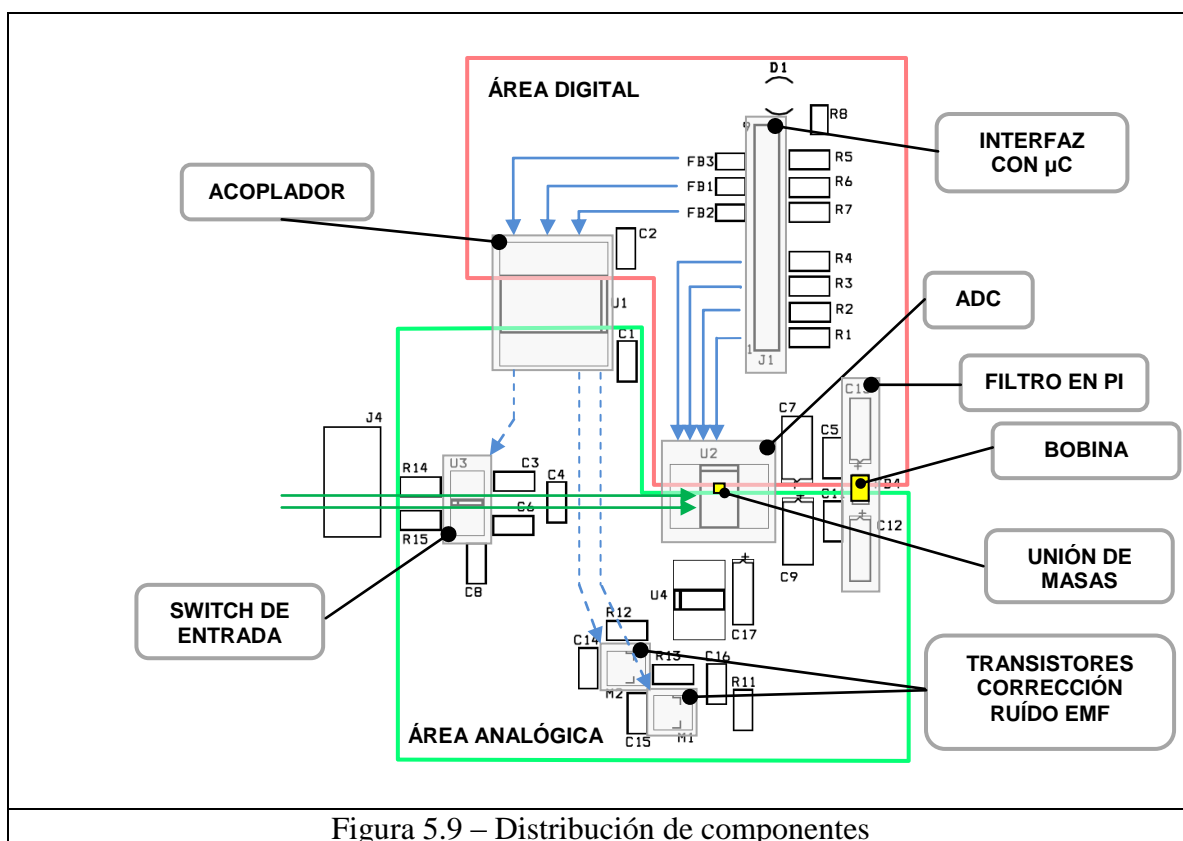 D1
ÁREA DIGITAL
R8
INTERFAZ
CON µC
FB3
R5
ACOPLADOR
FB1
R6
FB2
R7
C2
R4
R3
ADC
U1
R2
C1
R1
1
J1
FILTRO EN PI
J4
C7
U2
C5
BOBINA
U3
R14
C3
C4
C1
C6
C12
R15
UNIÓN DE
MASAS
C8
C9
U4
SWITCH DE
ENTRADA
R12
C17
C14
R13
C16
TRANSISTORES
CORRECCIÓN
RUÍDO EMF
M2
R11
ÁREA ANALÓGICA
C15
M1
Figura 5.9 – Distribución de componentes